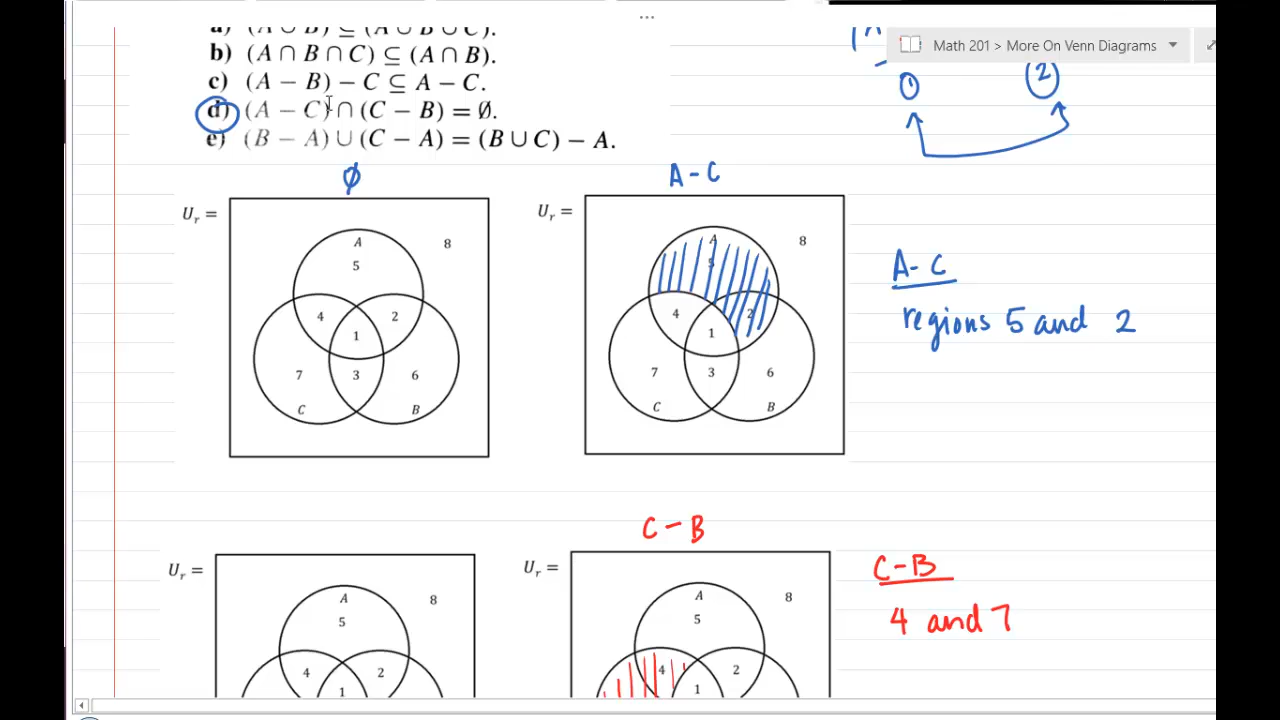 a) (A ∪ B) ⊆ (A ∪ B ∪ C).
b) (A ∩ B ∩ C) ⊆ (A ∩ B).
c) (A − B) − C ⊆ A − C.
d) (A − C) ∩ (C − B) = ∅.
e) (B − A) ∪ (C − A) = (B ∪ C) − A.
Math 201 > More On Venn Diagrams
1 2
∅
A - C
U_r =
A
8
5
4
2
1
7
3
6
C
B
U_r =
A
8
5
4
2
1
7
3
6
C
B
A - C
regions 5 and 2
C - B
U_r =
A
8
5
4
2
1
U_r =
A
8
5
4
2
1
C - B
4 and 7